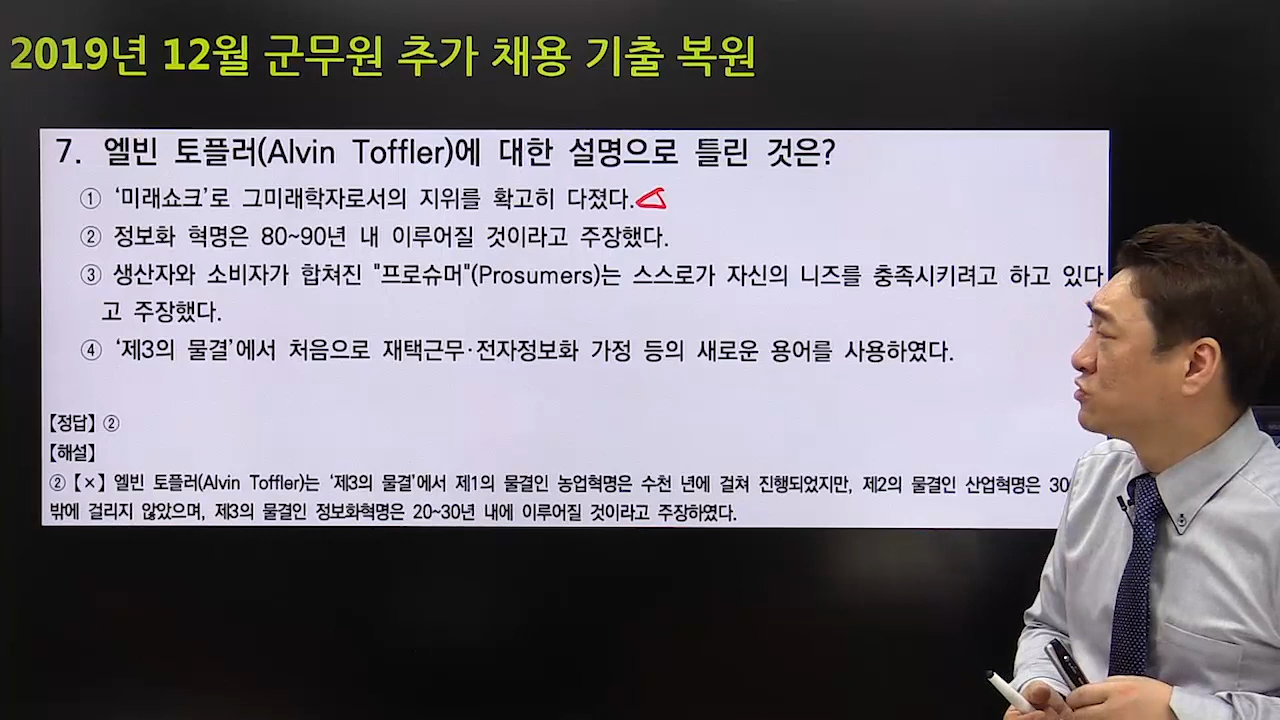 2019년 12월 군무원 추가 채용 기출 복원
7. 엘빈 토플러(Alvin Toffler)에 대한 설명으로 틀린 것은?
① ‘미래쇼크’로 그미래학자로서의 지위를 확고히 다졌다.
② 정보화 혁명은 80~90년 내 이루어질 것이라고 주장했다.
③ 생산자와 소비자가 합쳐진 "프로슈머"(Prosumers)는 스스로가 자신의 니즈를 충족시키려고 하고 있다
고 주장했다.
④ ‘제3의 물결’에서 처음으로 재택근무·전자정보화 가정 등의 새로운 용어를 사용하였다.
【정답】 ②
【해설】
② 【×】 엘빈 토플러(Alvin Toffler)는 ‘제3의 물결’에서 제1의 물결인 농업혁명은 수천 년에 걸쳐 진행되었지만, 제2의 물결인 산업혁명은
밖에 걸리지 않았으며, 제3의 물결인 정보화혁명은 20~30년 내에 이루어질 것이라고 주장하였다.